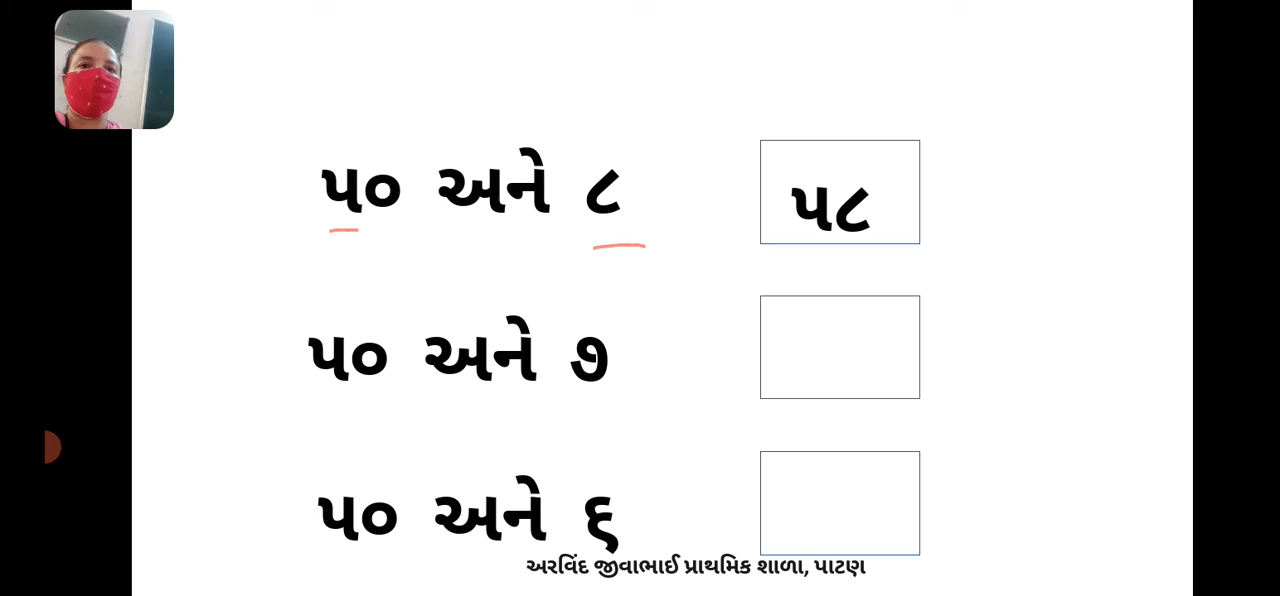 ૫૦ અને ૮ ૫૮
૫૦ અને ૭
૫૦ અને ૬
અરવિંદ જીવાભાઈ પ્રાથમિક શાળા, પાટણ